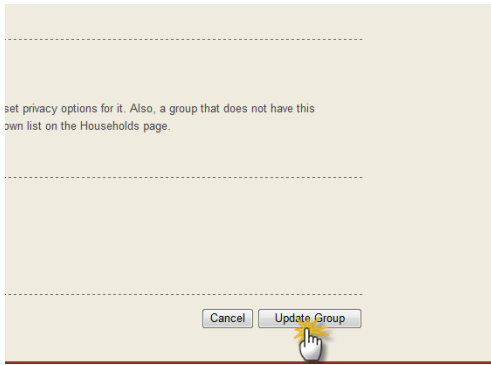 set privacy options for it. Also, a group that does not have this
own list on the Households page.
Cancel Update Group